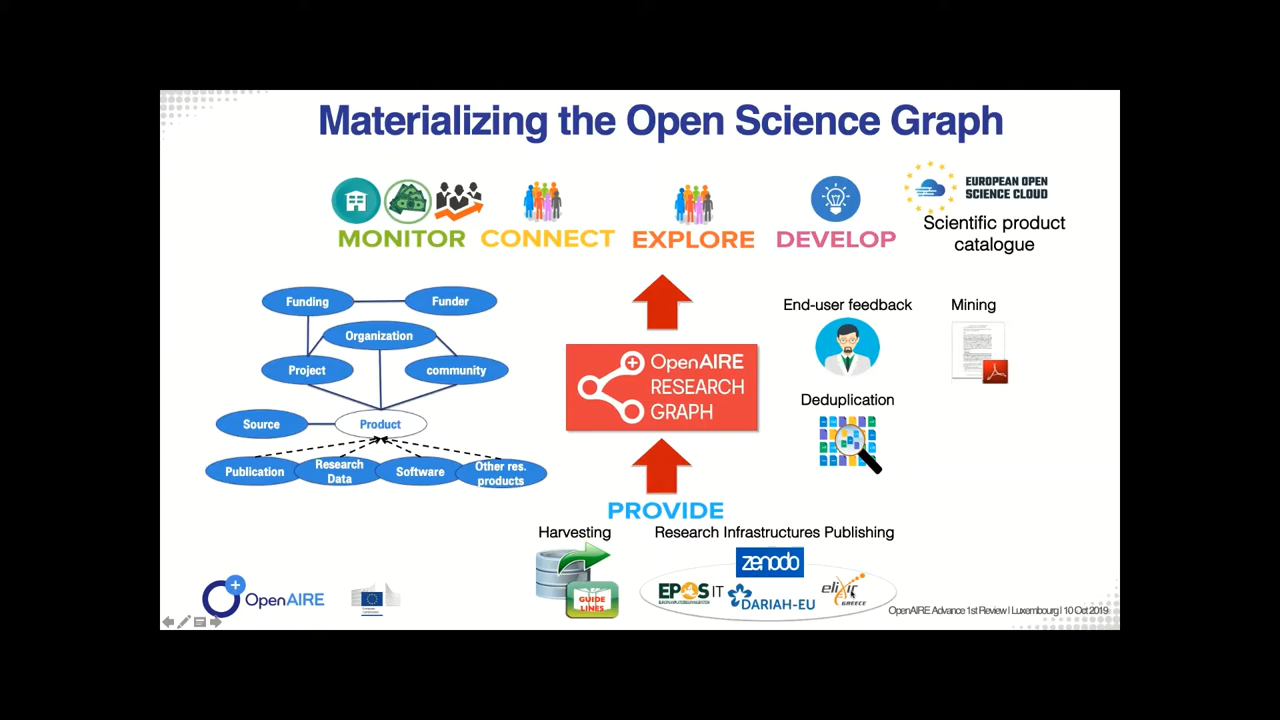 Materializing the Open Science Graph
EUROPEAN OPEN
SCIENCE CLOUD
MONITOR
CONNECT
EXPLORE
DEVELOP
Scientific product
catalogue
Funding
Funder
Organization
Project
community
Source
Product
Publication
Research
Data
Software
Other res.
products
OpenAIRE
RESEARCH
GRAPH
End-user feedback
Mining
Deduplication
PROVIDE
Harvesting
Research Infrastructures Publishing
GUIDE
LINES
zenodo
EPOS IT
DARIAH-EU
elixir
GREECE
OpenAIRE
OpenAIRE Advance 1st Review | Luxembourg | 10 Oct 2019